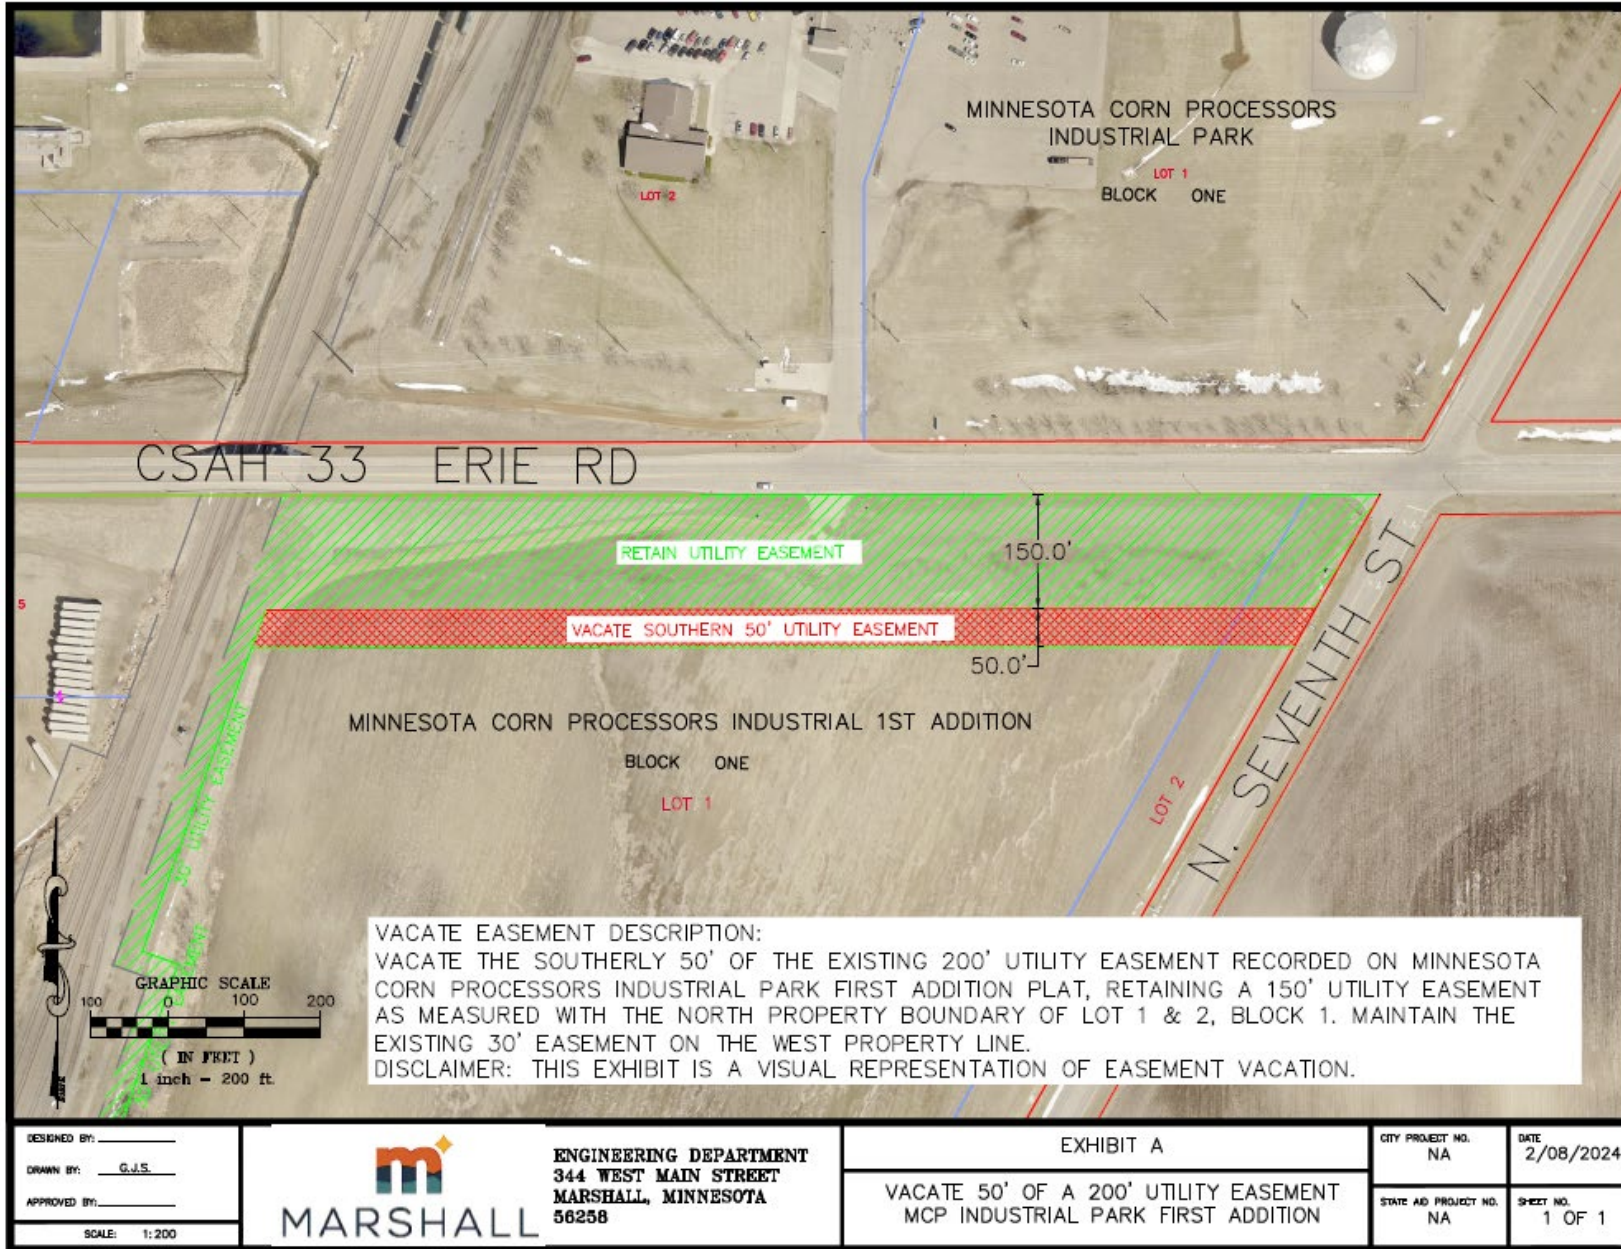 MINNESOTA CORN PROCESSORS
INDUSTRIAL PARK
LOT 1
BLOCK ONE
LOT 2
CSAH 33 ERIE RD
RETAIN UTILITY EASEMENT
150.0'
5
VACATE SOUTHERN 50' UTILITY EASEMENT
50.0'
N. SEVENTH ST
30' UTILITY EASEMENT
MINNESOTA CORN PROCESSORS INDUSTRIAL 1ST ADDITION
BLOCK ONE
LOT 1
LOT 2
VACATE EASEMENT DESCRIPTION:
VACATE THE SOUTHERLY 50' OF THE EXISTING 200' UTILITY EASEMENT RECORDED ON MINNESOTA
CORN PROCESSORS INDUSTRIAL PARK FIRST ADDITION PLAT, RETAINING A 150' UTILITY EASEMENT
AS MEASURED WITH THE NORTH PROPERTY BOUNDARY OF LOT 1 & 2, BLOCK 1. MAINTAIN THE
EXISTING 30' EASEMENT ON THE WEST PROPERTY LINE.
DISCLAIMER: THIS EXHIBIT IS A VISUAL REPRESENTATION OF EASEMENT VACATION.
GRAPHIC SCALE
100 0 100 200
( IN FEET )
1 inch = 200 ft.
DESIGNED BY:
DRAWN BY: G.J.S.
APPROVED BY:
SCALE: 1:200
m
MARSHALL
ENGINEERING DEPARTMENT
344 WEST MAIN STREET
MARSHALL, MINNESOTA
56258
EXHIBIT A
VACATE 50' OF A 200' UTILITY EASEMENT
MCP INDUSTRIAL PARK FIRST ADDITION
CITY PROJECT NO.
NA
DATE
2/08/2024
STATE AID PROJECT NO.
NA
SHEET NO.
1 OF 1